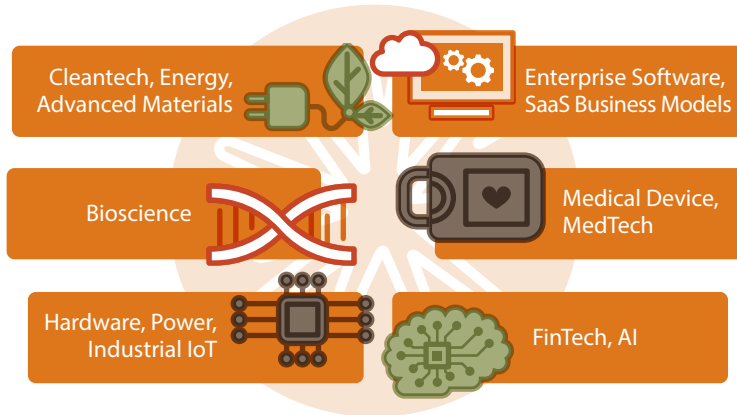 Cleantech, Energy,
Advanced Materials
Enterprise Software,
SaaS Business Models
Bioscience
Medical Device,
MedTech
Hardware, Power,
Industrial IoT
FinTech, AI